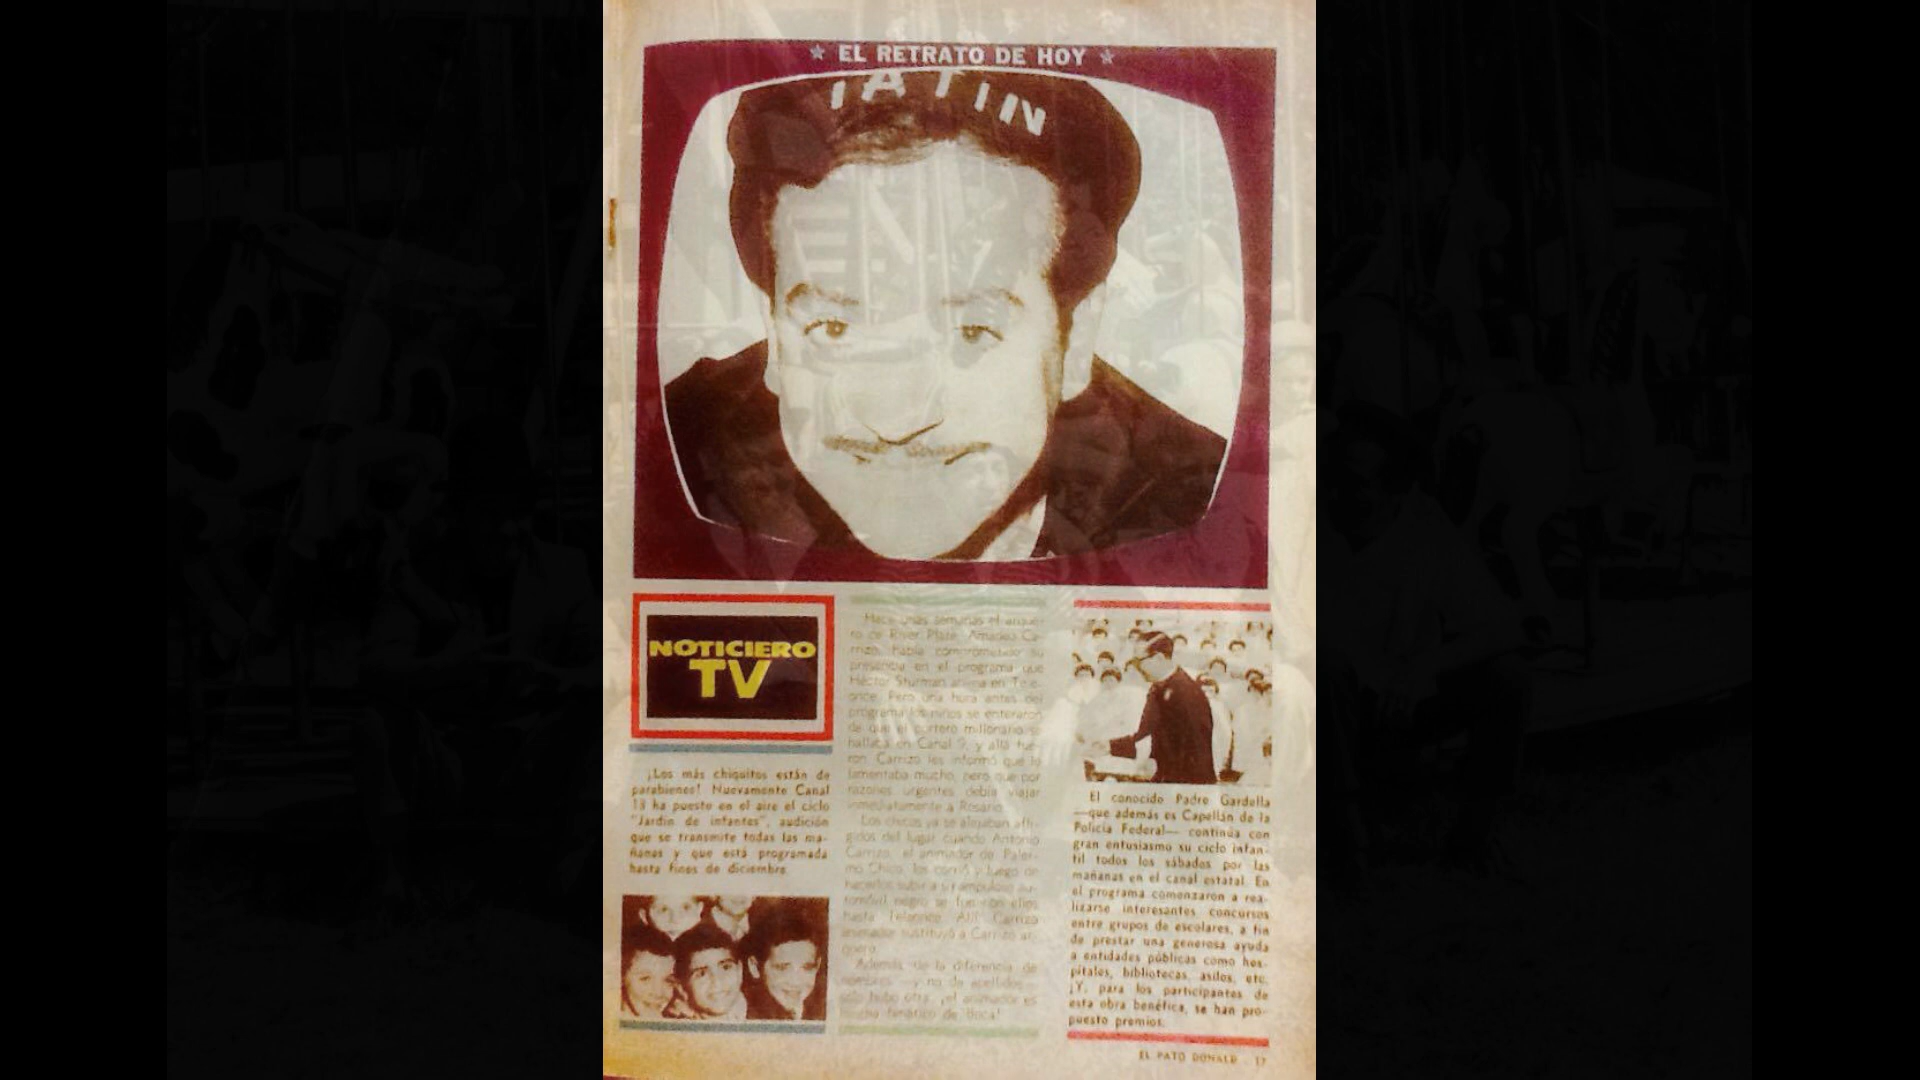 EL RETRATO DE HOY
TATIN
NOTICIERO
TV
¡Los más chiquitos están de
parabienes! Nuevamente Canal
13 ha puesto en el aire el ciclo
"Jardín de infantes", audición
que se transmite todas las ma-
ñanas y que está programada
hasta fines de diciembre.
Hace unas semanas el arque-
ro de River Plate, Amadeo Ca-
rrizo, había comprometido su
presencia en el programa que
Héctor Sturman anima en Tele-
once. Pero una hora antes del
programa los niños se enteraron
de que el portero millonario se
hallaba en Canal 9, y allá fue-
ron. Carrizo les informó que lo
lamentaba mucho, pero que por
razones urgentes debía viajar
inmediatamente a Rosario.
Los chicos ya se alejaban afli-
gidos del lugar cuando Antonio
Carrizo, el animador de Paler-
mo Chico, los corrió y luego de
hacerlos subir a su rampuloso au-
tomóvil negro se fue con ellos
hasta Teleonce. Allí Carrizo
animador sustituyó a Carrizo ar-
quero.
Además de la diferencia de
nombres —y no de apellidos—
sólo hubo otra: ¡el animador es
fanático de Boca!
El conocido Padre Gardella
—que además es Capellán de la
Policía Federal— continúa con
gran entusiasmo su ciclo infan-
til todos los sábados por las
mañanas en el canal estatal. En
el programa comenzaron a rea-
lizarse interesantes concursos
entre grupos de escolares, a fin
de prestar una generosa ayuda
a entidades públicas como hos-
pitales, bibliotecas, asilos, etc.
¡Y, para los participantes de
esta obra benéfica, se han pro-
puesto premios.
EL PATO DONALD 17